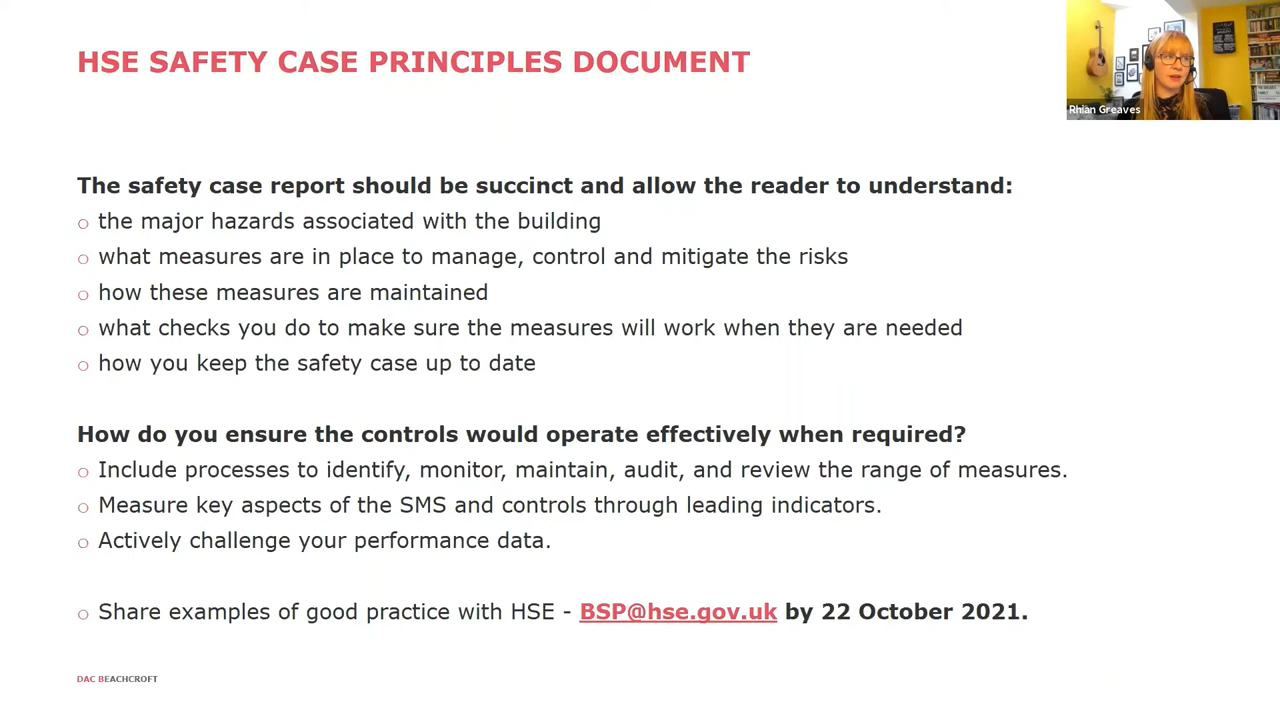 HSE SAFETY CASE PRINCIPLES DOCUMENT
Rhian Greaves
The safety case report should be succinct and allow the reader to understand:
the major hazards associated with the building
what measures are in place to manage, control and mitigate the risks
how these measures are maintained
what checks you do to make sure the measures will work when they are needed
how you keep the safety case up to date
How do you ensure the controls would operate effectively when required?
Include processes to identify, monitor, maintain, audit, and review the range of measures.
Measure key aspects of the SMS and controls through leading indicators.
Actively challenge your performance data.
Share examples of good practice with HSE - BSP@hse.gov.uk by 22 October 2021.
DAC BEACHCROFT